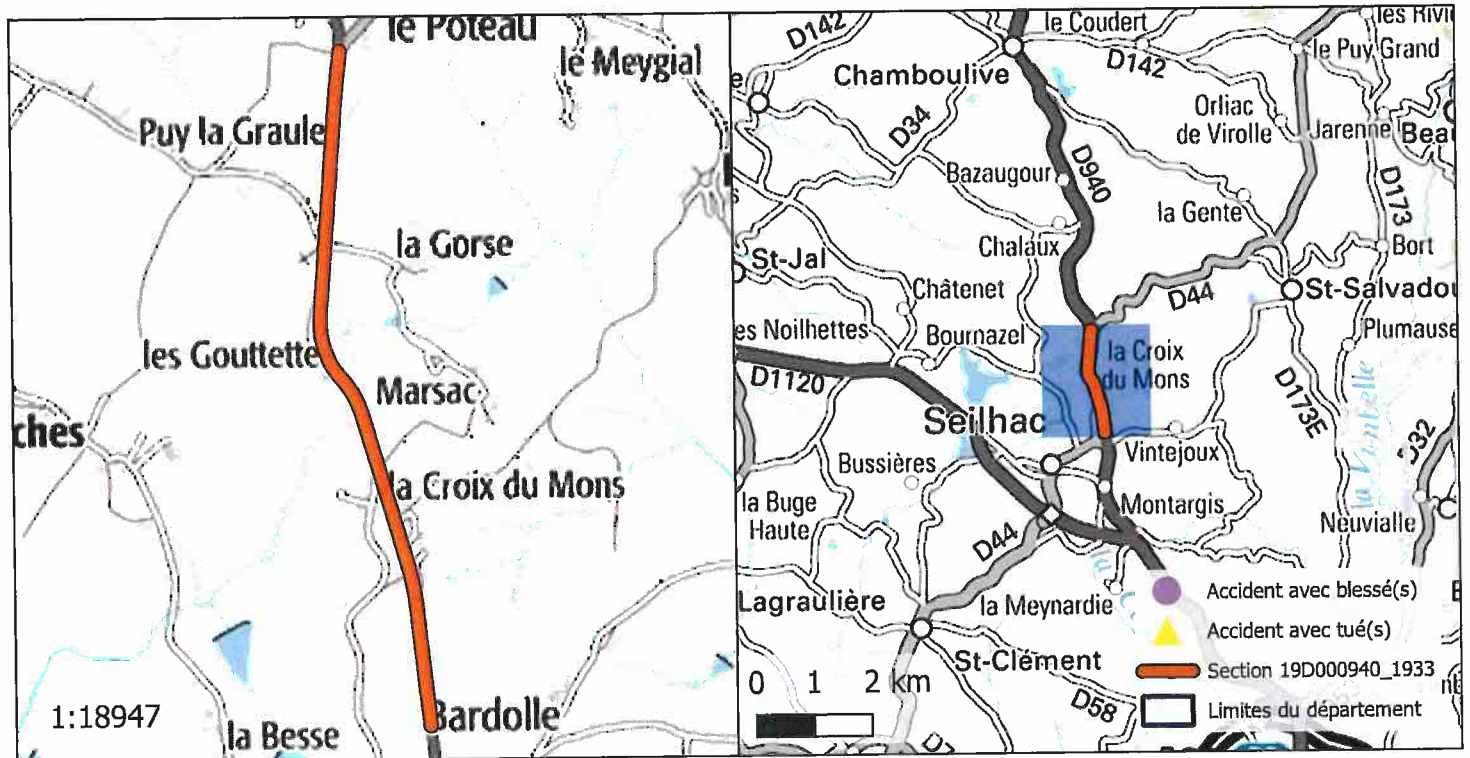 le Poteau
le Meygial
Puy la Graule
la Gorse
les Gouttette
Marsac
ches
la Croix du Mons
Bardolle
la Besse
1:18947
D142
le Coudert
le Puy Grand
Chamboulive
D142
D34
Orliac
de Virolle
Jarenne
Beau
Bazaugour
D940
D173
la Gente
Chalaux
Bort
St-Jal
Châtenet
D44
St-Salvadou
es Noilhettes
Bournazel
Plumause
la Croix
du Mons
D1120
D173E
la Vintelle
Seilhac
Vintejoux
Bussières
Montargis
la Buge
Haute
D44
Neuvialle
Lagraulière
la Meynardie
St-Clément
D58
0 1 2 km
Accident avec blessé(s)
Accident avec tué(s)
Section 19D000940_1933
Limites du département